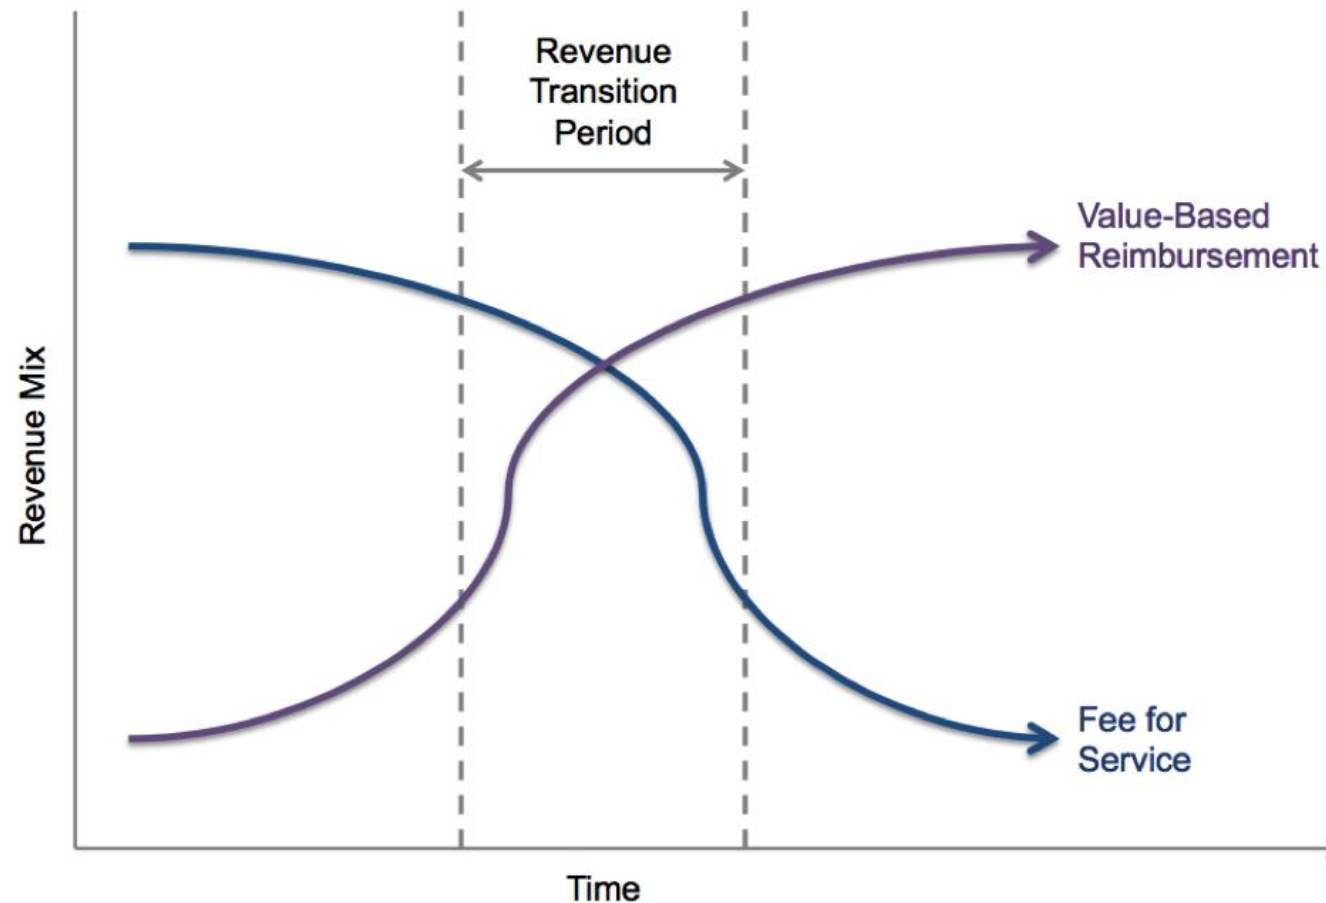 Revenue
Transition
Period
Value-Based
Reimbursement
Revenue Mix
Fee for
Service
Time